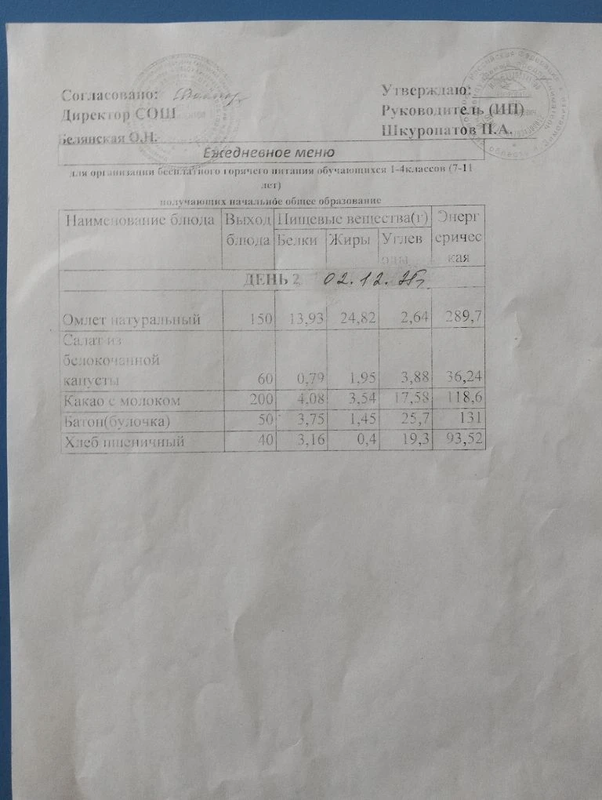 Согласовано:
Утверждаю:
Директор СОШ
Руководитель (ИП)
Белянская О.Н.
Шкуропатов П.А.
Ежедневное меню
для организации бесплатного горячего питания обучающихся 1-4классов (7-11
лет)
получающих начальное общее образование
Наименование блюда Выход блюда Пищевые вещества(г) Энергетическая
Белки Жиры Углеводы
ДЕНЬ 2 02.12.25г
Омлет натуральный 150 13,93 24,82 2,64 289,7
Салат из
белокочанной
капусты 60 0,79 1,95 3,88 36,24
Какао с молоком 200 4,08 3,54 17,58 118,6
Батон(булочка) 50 3,75 1,45 25,7 131
Хлеб пшеничный 40 3,16 0,4 19,3 93,52